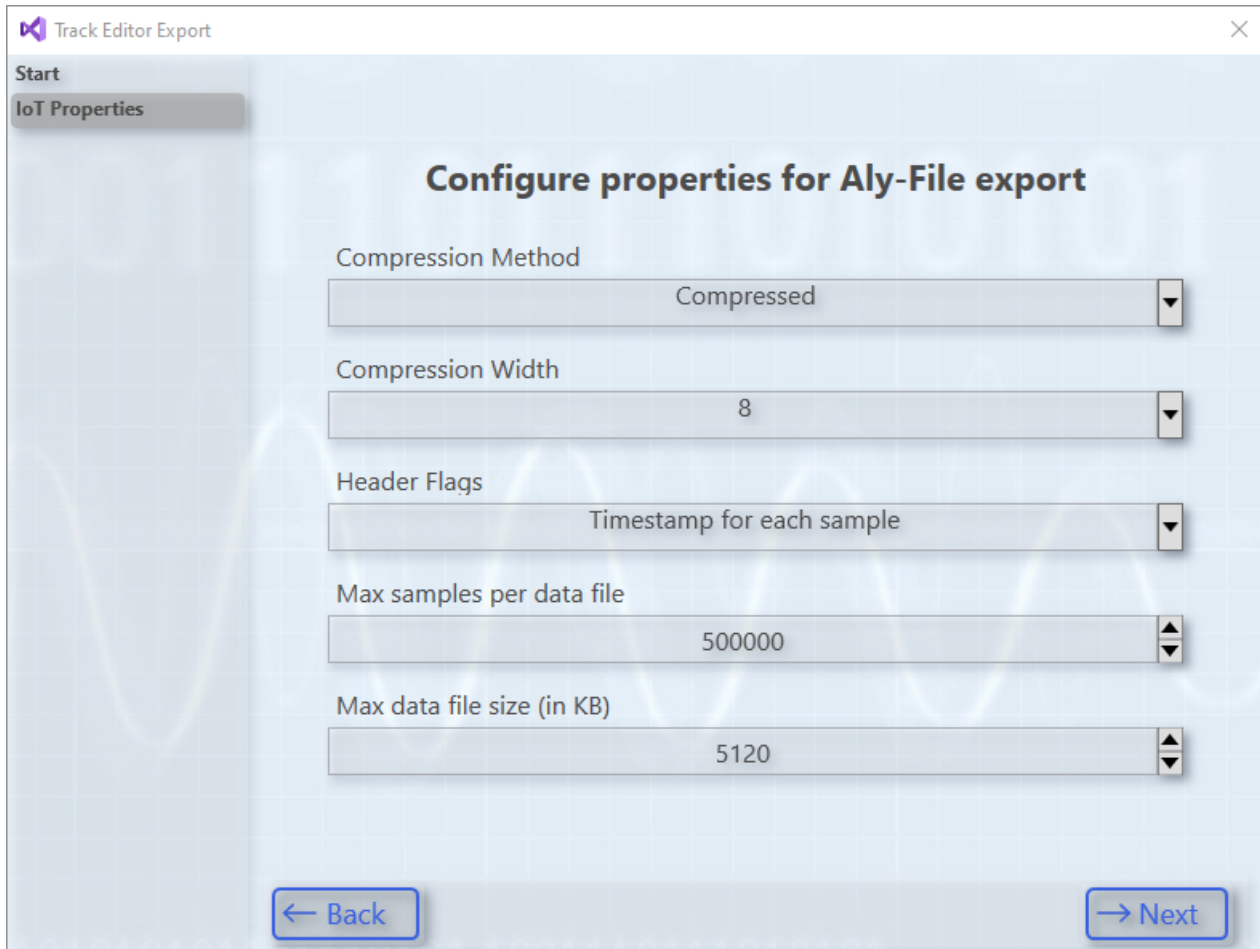 Track Editor Export
Start
IoT Properties
Configure properties for Aly-File export
Compression Method
Compressed
Compression Width
8
Header Flags
Timestamp for each sample
Max samples per data file
500000
Max data file size (in KB)
5120
← Back
→ Next